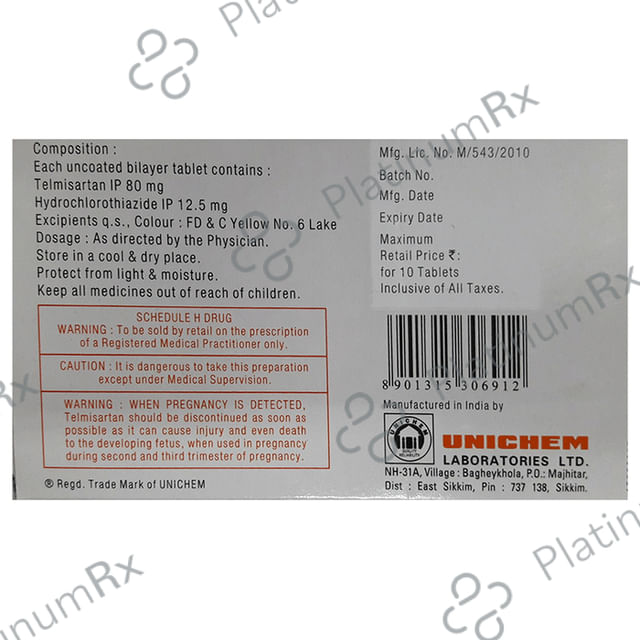 Composition :
Each uncoated bilayer tablet contains :
Telmisartan IP 80 mg
Hydrochlorothiazide IP 12.5 mg
Excipients q.s., Colour : FD & C Yellow No. 6 Lake
Dosage : As directed by the Physician.
Store in a cool & dry place.
Protect from light & moisture.
Keep all medicines out of reach of children.
SCHEDULE H DRUG
WARNING : To be sold by retail on the prescription
of a Registered Medical Practitioner only.
CAUTION : It is dangerous to take this preparation
except under Medical Supervision.
WARNING : WHEN PREGNANCY IS DETECTED,
Telmisartan should be discontinued as soon as
possible as it can cause injury and even death
to the developing fetus, when used in pregnancy
during second and third trimester of pregnancy.
® Regd. Trade Mark of UNICHEM
Mfg. Lic. No. M/543/2010
Batch No.
Mfg. Date
Expiry Date
Maximum
Retail Price ₹:
for 10 Tablets
Inclusive of All Taxes.
8 901315 306912
Manufactured in India by
UNICHEM
QUALITY
RELIABILITY
UNICHEM
LABORATORIES LTD.
NH-31A, Village : Bagheykhola, P.O.: Majhitar,
Dist : East Sikkim, Pin : 737 138, Sikkim.
PlatinumRx
PlatinumRx
PlatinumRx
PlatinumRx
PlatinumRx